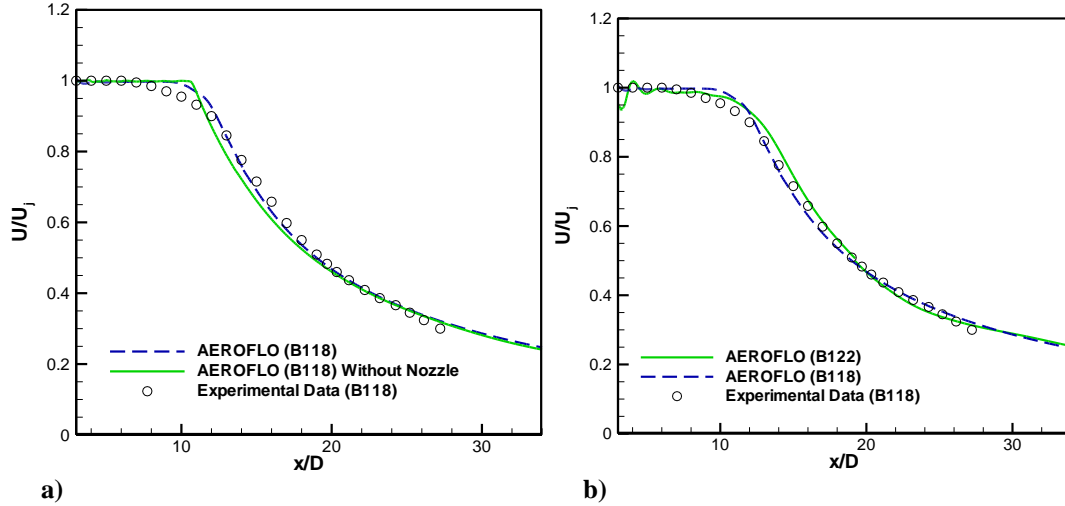 1.2
1
0.8
0.6
0.4
0.2
0
U/Uj
10
20
30
x/D
AEROFLO (B118)
AEROFLO (B118) Without Nozzle
Experimental Data (B118)
a)
1.2
1
0.8
0.6
0.4
0.2
0
U/Uj
10
20
30
x/D
AEROFLO (B122)
AEROFLO (B118)
Experimental Data (B118)
b)